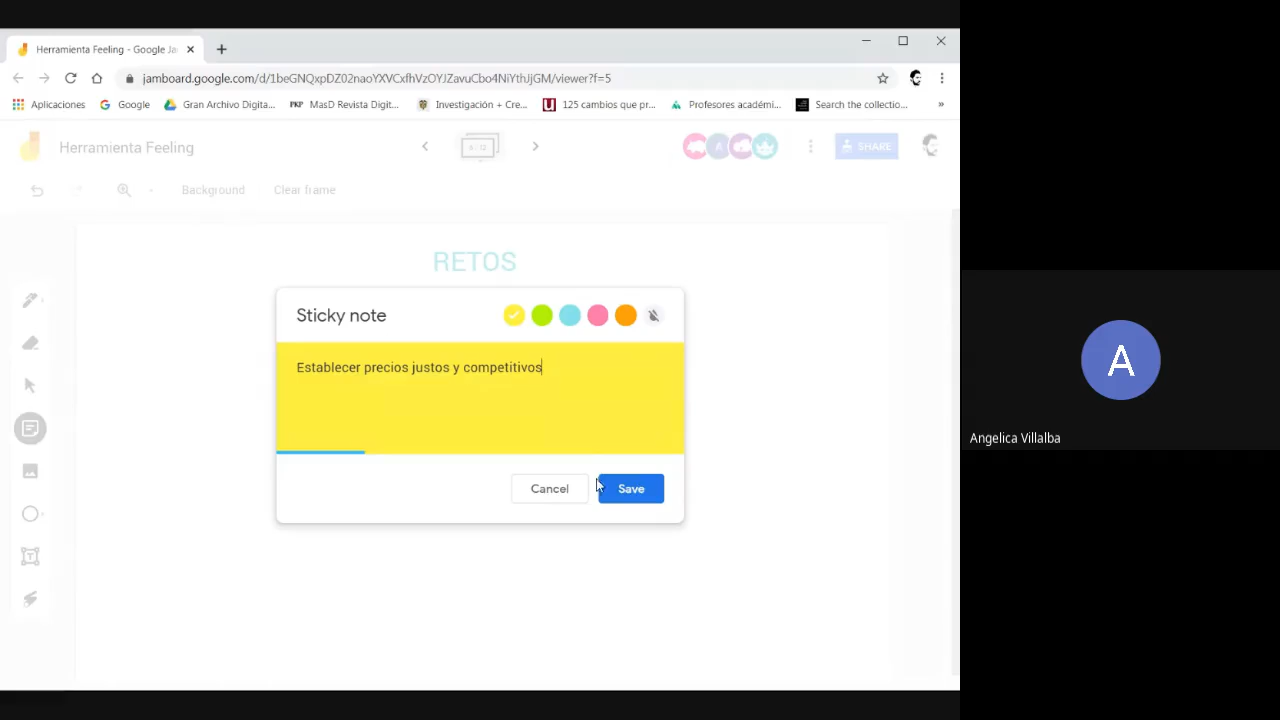 Herramienta Feeling - Google Ja
jamboard.google.com/d/1beGNQxpDZ02naoYXVCxfhVzOYJZavuCbo4NiYthJjGM/viewer?f=5
Aplicaciones
Google
Gran Archivo Digita...
PKP MasD Revista Digit...
Investigación + Cre...
125 cambios que pr...
Profesores académi...
Search the collectio...
»
Herramienta Feeling
A
SHARE
Background
Clear frame
RETOS
Sticky note
Establecer precios justos y competitivos
Cancel
Save
A
Angelica Villalba